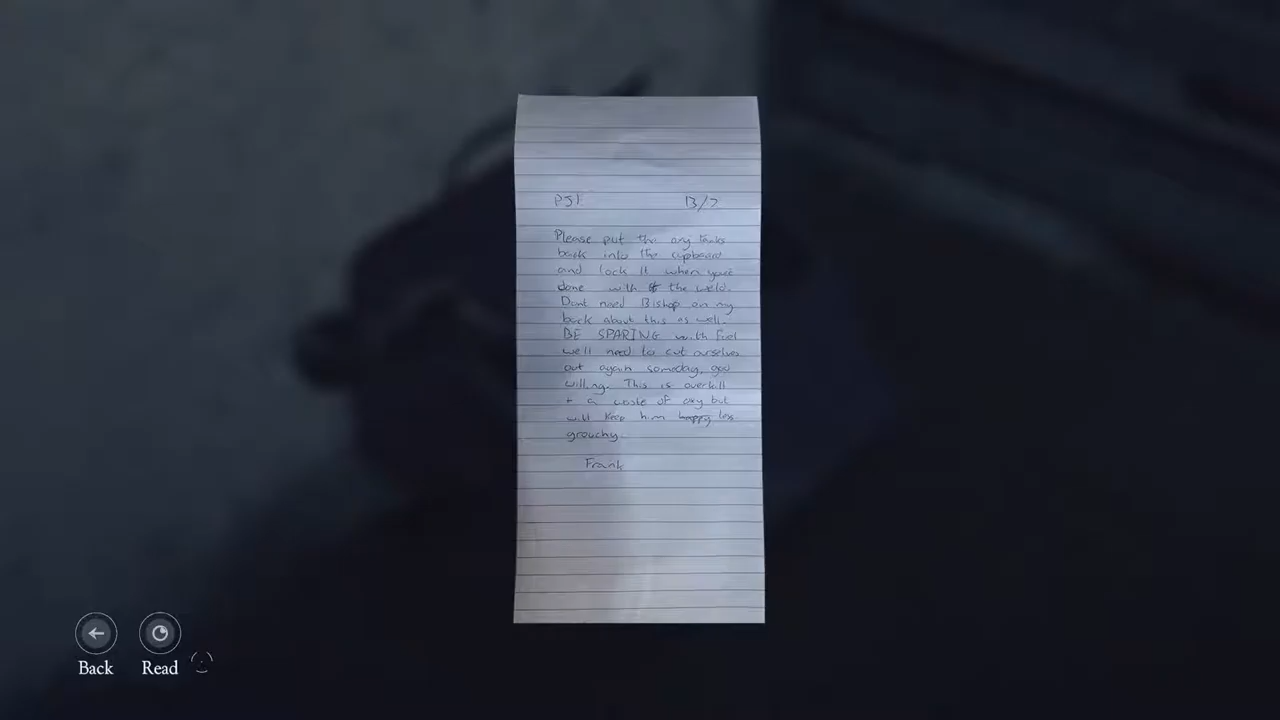 13/7
Please put the oxy tanks
back into the cupboard
and lock it when you're
done with the weld.
Dont need Bishop on my
back about this as well.
BE SPARING with fuel
we'll need to cut ourselves
out again someday, god
willing. This is overkill
+ a waste of oxy but
will keep him happy less
grouchy.
Frank
Back Read